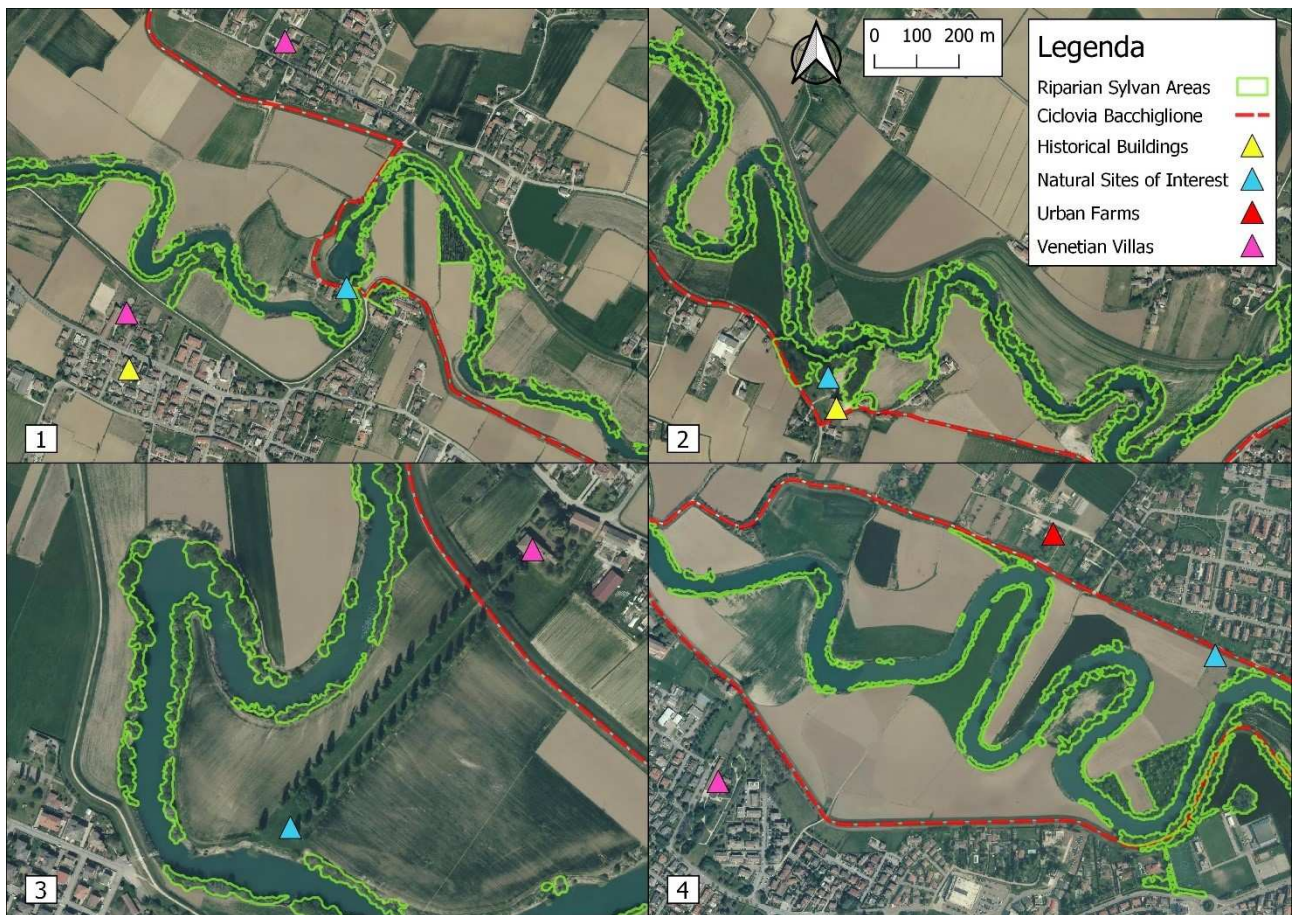 0 100 200 m
Legenda
Riparian Sylvan Areas
Ciclovia Bacchiglione
Historical Buildings
Natural Sites of Interest
Urban Farms
Venetian Villas
1
2
3
4